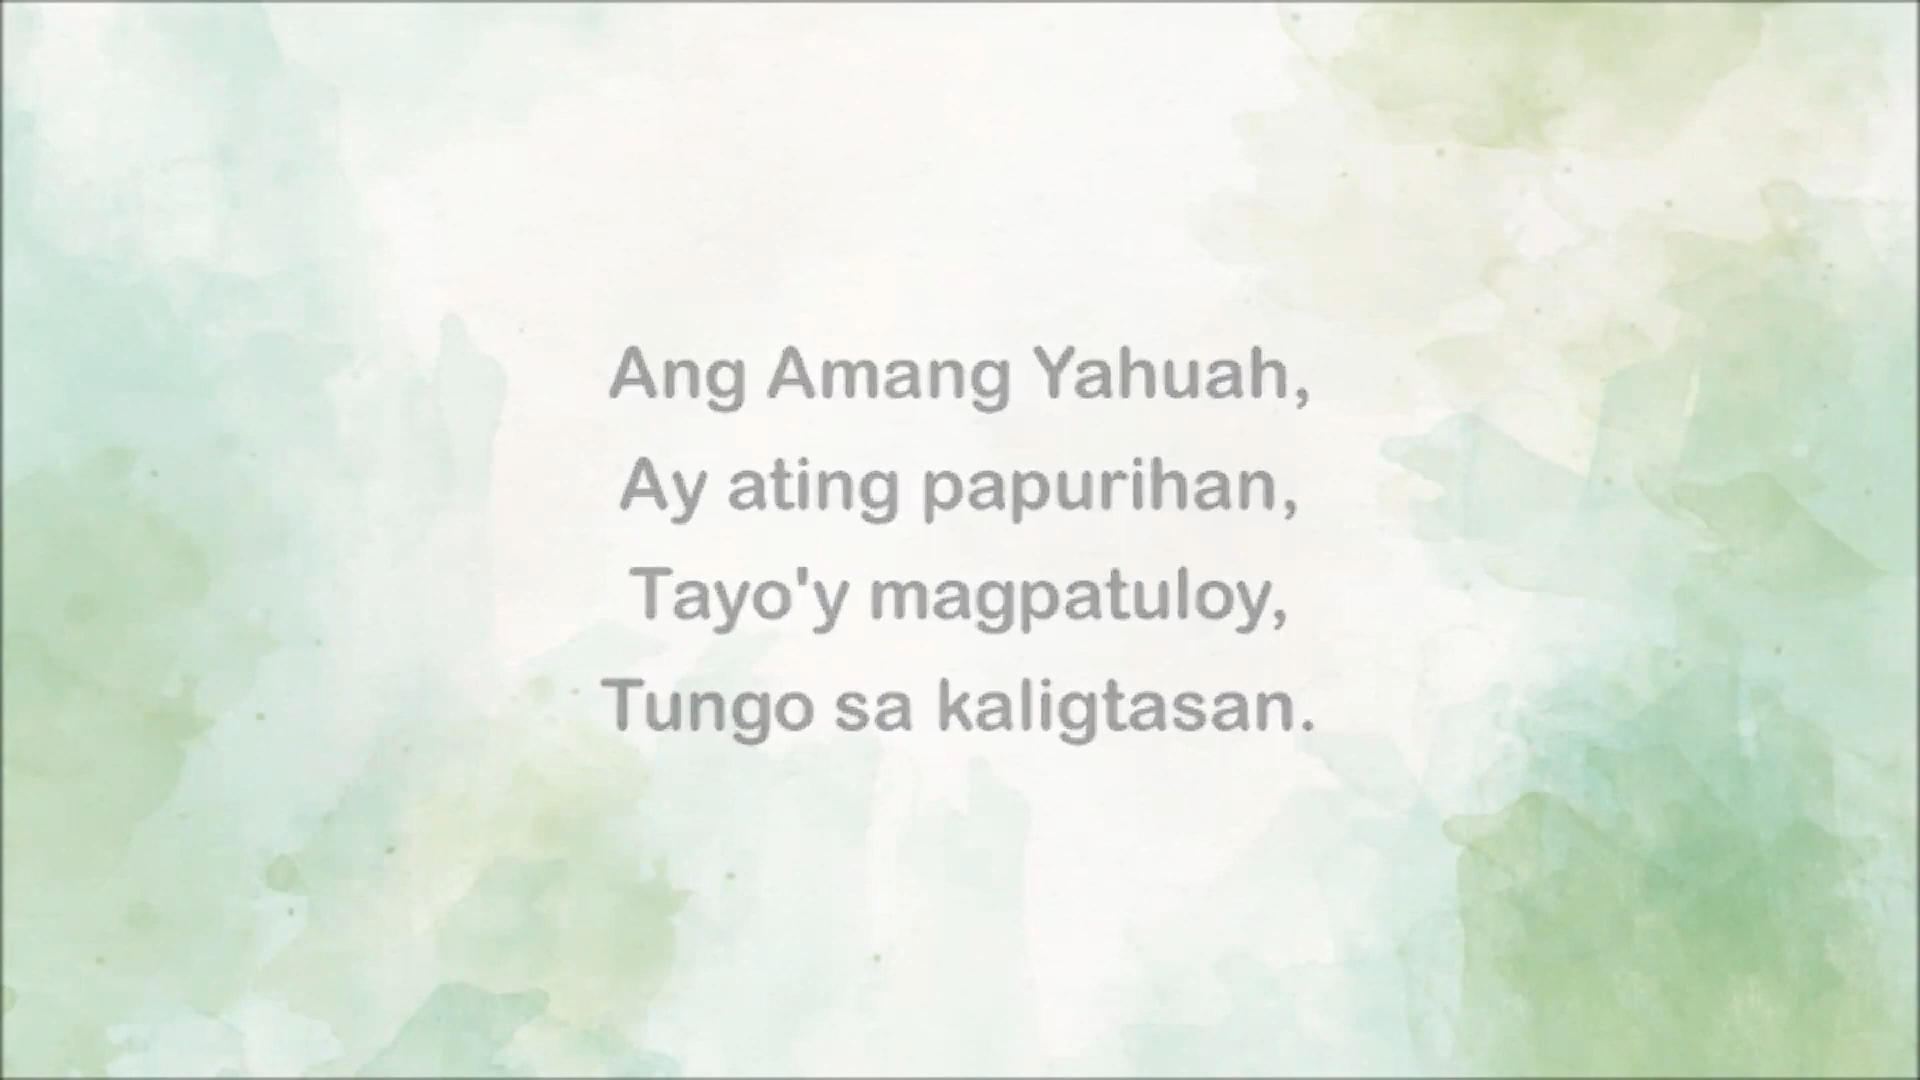 Ang Amang Yahuah,
Ay ating papurihan,
Tayo'y magpatuloy,
Tungo sa kaligtasan.